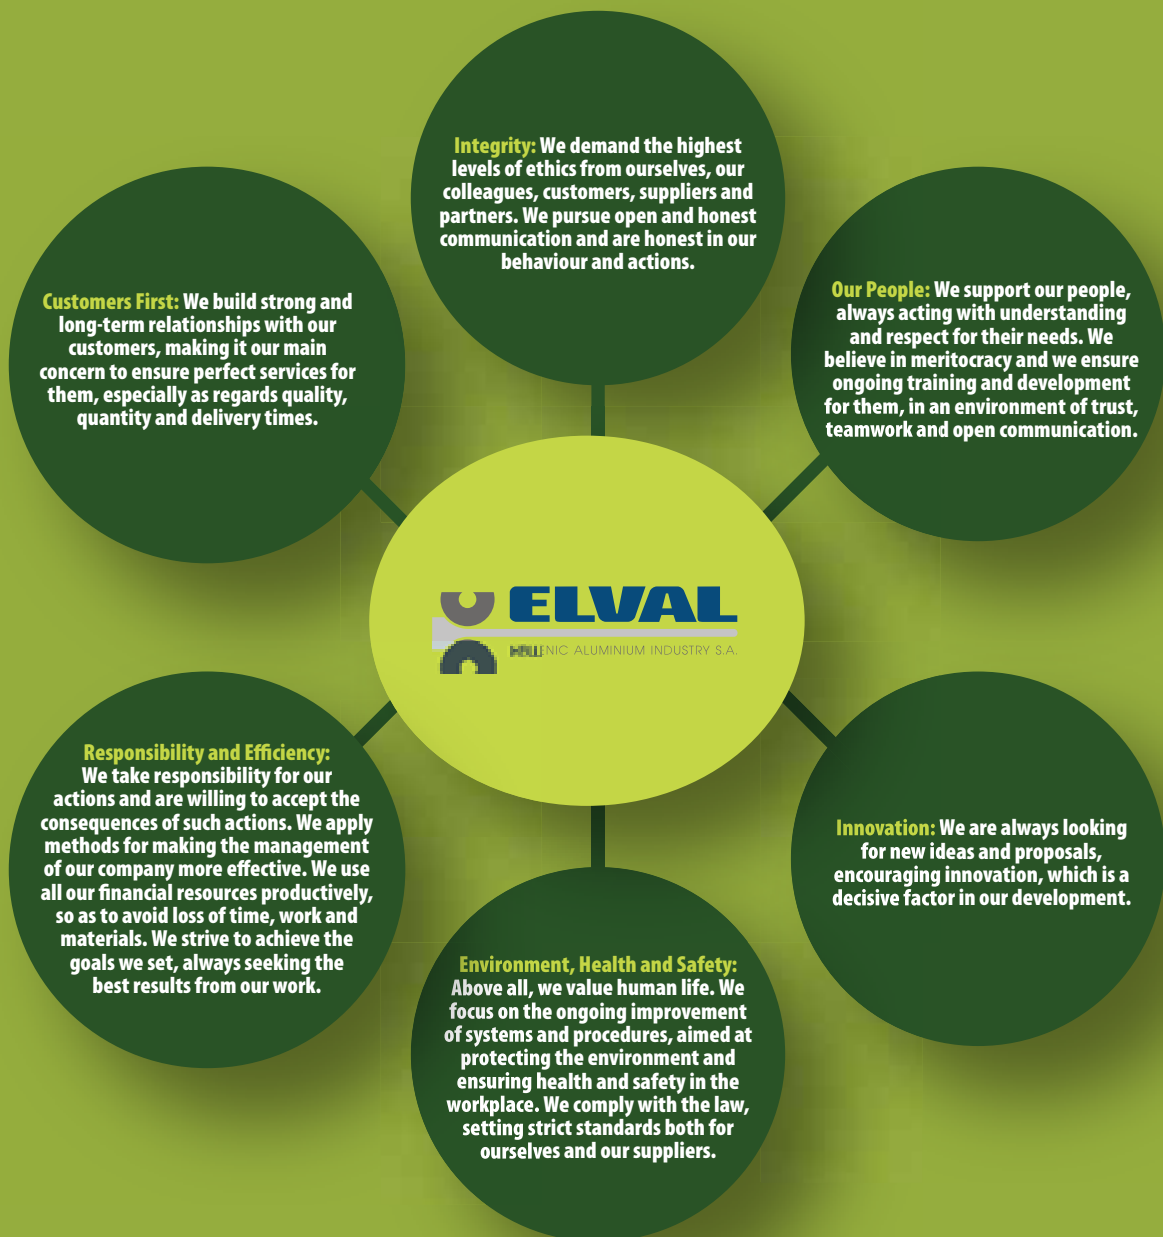 Integrity: We demand the highest
levels of ethics from ourselves, our
colleagues, customers, suppliers and
partners. We pursue open and honest
communication and are honest in our
behaviour and actions.
Customers First: We build strong and
long-term relationships with our
customers, making it our main
concern to ensure perfect services for
them, especially as regards quality,
quantity and delivery times.
Our People: We support our people,
always acting with understanding
and respect for their needs. We
believe in meritocracy and we ensure
ongoing training and development
for them, in an environment of trust,
teamwork and open communication.
ELVAL
ALUMINIUM INDUSTRY S.A.
Responsibility and Efficiency:
We take responsibility for our
actions and are willing to accept the
consequences of such actions. We apply
methods for making the management
of our company more effective. We use
all our financial resources productively,
so as to avoid loss of time, work and
materials. We strive to achieve the
goals we set, always seeking the
best results from our work.
Innovation: We are always looking
for new ideas and proposals,
encouraging innovation, which is a
decisive factor in our development.
Environment, Health and Safety:
Above all, we value human life. We
focus on the ongoing improvement
of systems and procedures, aimed at
protecting the environment and
ensuring health and safety in the
workplace. We comply with the law,
setting strict standards both for
ourselves and our suppliers.